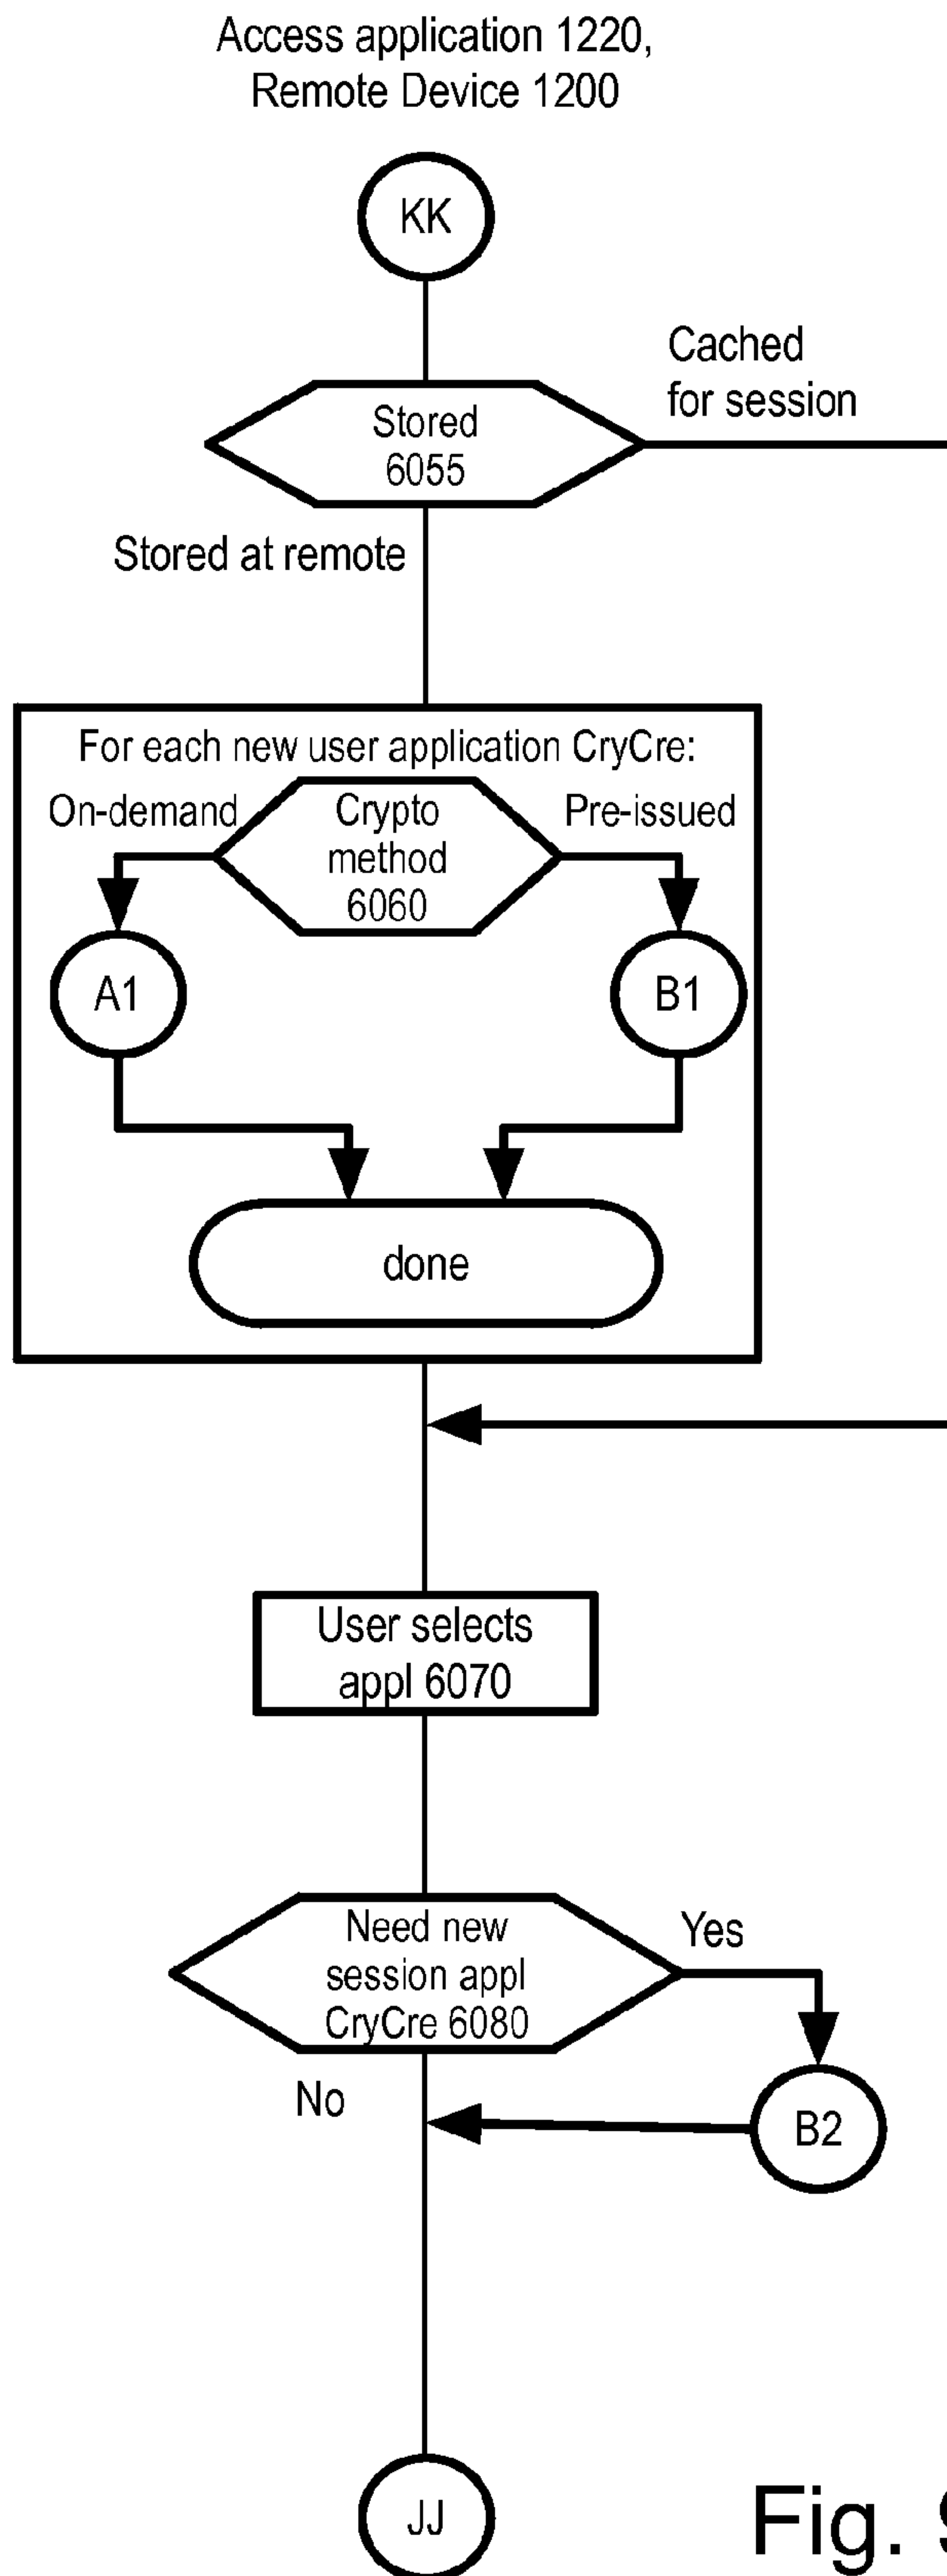 Access application 1220,
Remote Device 1200
KK
Cached
for session
Stored
6055
Stored at remote
For each new user application CryCre:
On-demand
Crypto
method
6060
Pre-issued
A1
B1
done
User selects
appl 6070
Need new
session appl
CryCre 6080
Yes
No
B2
JJ
Fig.